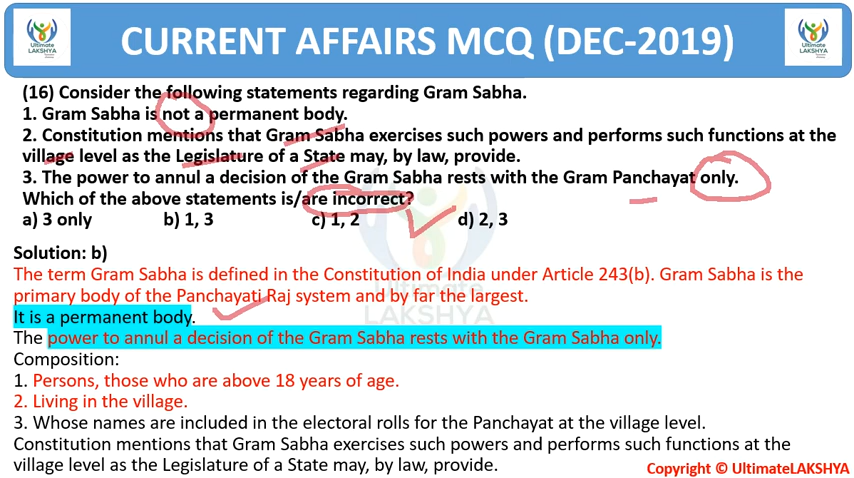 Ultimate
LAKSHYA
CURRENT AFFAIRS MCQ (DEC-2019)
Ultimate
LAKSHYA
(16) Consider the following statements regarding Gram Sabha.
1. Gram Sabha is not a permanent body.
2. Constitution mentions that Gram Sabha exercises such powers and performs such functions at the
village level as the Legislature of a State may, by law, provide.
3. The power to annul a decision of the Gram Sabha rests with the Gram Panchayat only.
Which of the above statements is/are incorrect?
a) 3 only b) 1, 3 c) 1, 2 d) 2, 3
Solution: b)
The term Gram Sabha is defined in the Constitution of India under Article 243(b). Gram Sabha is the
primary body of the Panchayati Raj system and by far the largest.
It is a permanent body.
The power to annul a decision of the Gram Sabha rests with the Gram Sabha only.
Composition:
1. Persons, those who are above 18 years of age.
2. Living in the village.
3. Whose names are included in the electoral rolls for the Panchayat at the village level.
Constitution mentions that Gram Sabha exercises such powers and performs such functions at the
village level as the Legislature of a State may, by law, provide.
Ultimate
LAKSHYA
Copyright © UltimateLAKSHYA